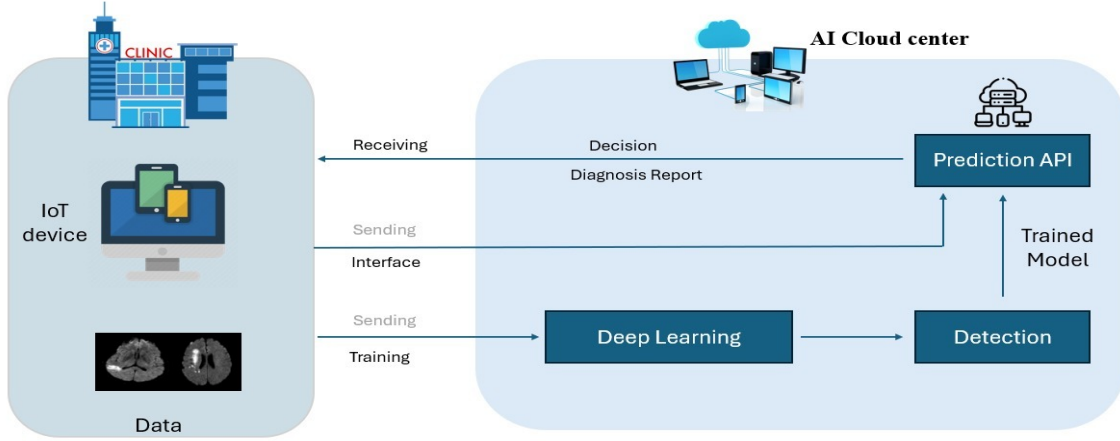 CLINIC
AI Cloud center
Receiving
Decision
Prediction API
Diagnosis Report
IoT
device
Sending
Interface
Trained
Model
Sending
Training
Deep Learning
Detection
Data